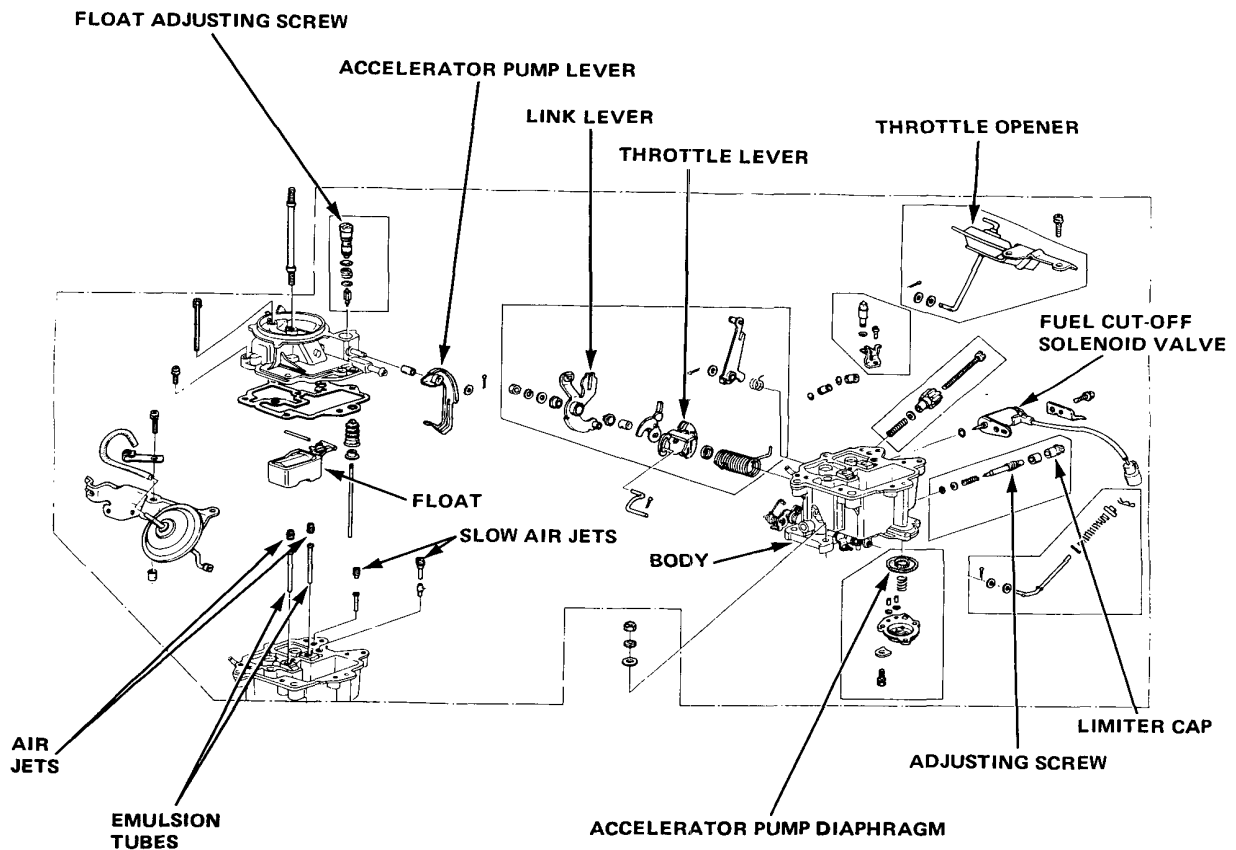 FLOAT ADJUSTING SCREW
ACCELERATOR PUMP LEVER
LINK LEVER
THROTTLE OPENER
THROTTLE LEVER
FUEL CUT-OFF
SOLENOID VALVE
FLOAT
SLOW AIR JETS
BODY
LIMITER CAP
AIR
JETS
ADJUSTING SCREW
EMULSION
TUBES
ACCELERATOR PUMP DIAPHRAGM